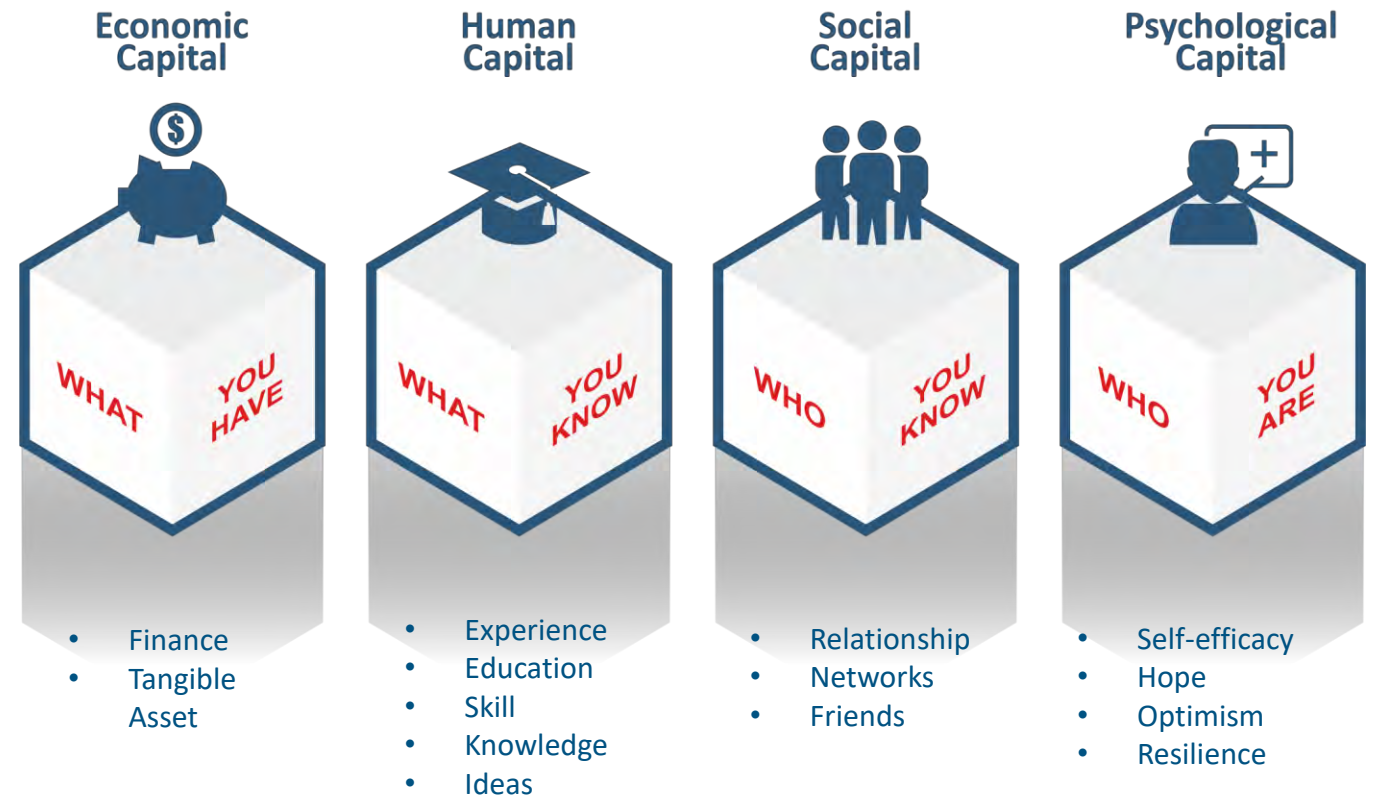 Economic
Capital
$
WHAT
YOU
HAVE
• Finance
• Tangible
Asset
Human
Capital
WHAT
YOU
KNOW
• Experience
• Education
• Skill
• Knowledge
• Ideas
Social
Capital
WHO
YOU
KNOW
• Relationship
• Networks
• Friends
Psychological
Capital
+
WHO
YOU
ARE
• Self-efficacy
• Hope
• Optimism
• Resilience